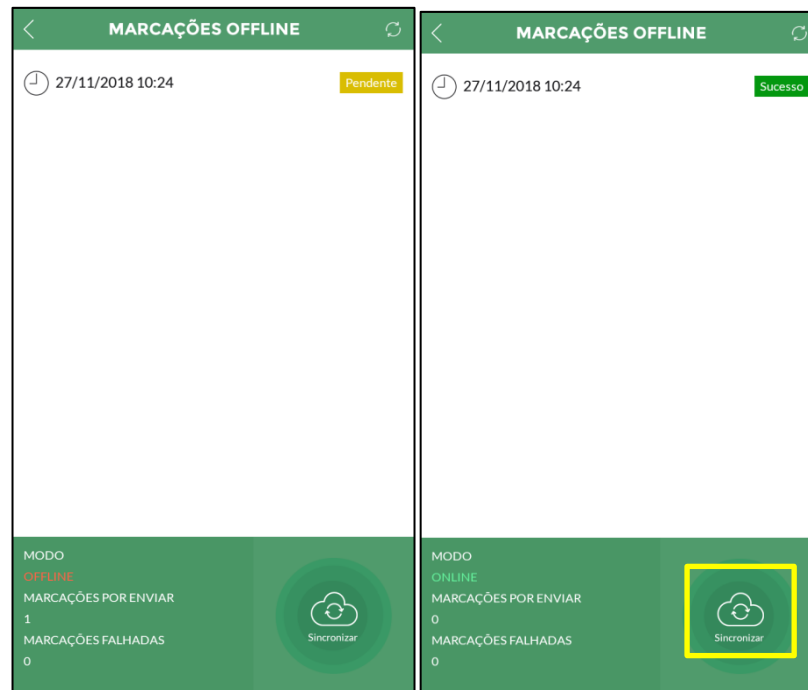 MARCAÇÕES OFFLINE
27/11/2018 10:24 Pendente
MODO
OFFLINE
MARCAÇÕES POR ENVIAR
1
MARCAÇÕES FALHADAS
0
Sincronizar
MARCAÇÕES OFFLINE
27/11/2018 10:24 Sucesso
MODO
ONLINE
MARCAÇÕES POR ENVIAR
0
MARCAÇÕES FALHADAS
0
Sincronizar